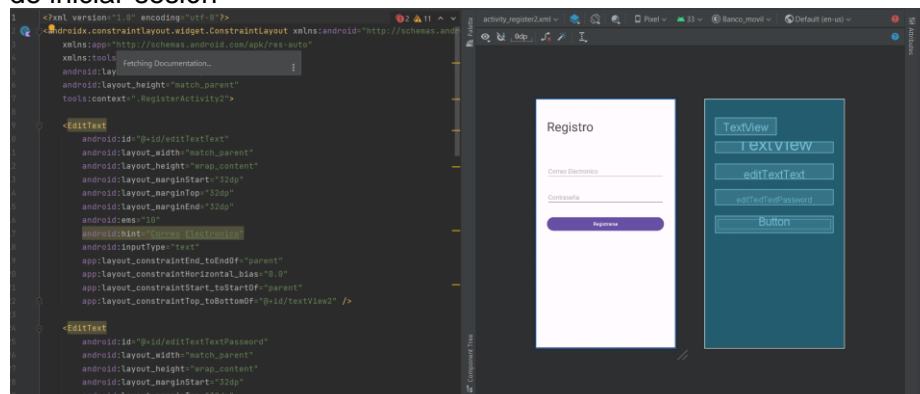 de iniciar sesión
1 <?xml version="1.0" encoding="utf-8"?> 2 11
<androidx.constraintlayout.widget.ConstraintLayout xmlns:android="http://schemas.andr
xmlns:app="http://schemas.android.com/apk/res-auto"
xmlns:tools
Fetching Documentation...
android:lay
android:layout_height="match_parent"
tools:context=".RegisterActivity2">
<EditText
android:id="@+id/editTextText"
android:layout_width="match_parent"
android:layout_height="wrap_content"
android:layout_marginStart="32dp"
android:layout_marginTop="32dp"
android:layout_marginEnd="32dp"
android:ems="10"
android:hint="Correo Electronico"
android:inputType="text"
app:layout_constraintEnd_toEndOf="parent"
app:layout_constraintHorizontal_bias="0.0"
app:layout_constraintStart_toStartOf="parent"
app:layout_constraintTop_toBottomOf="@+id/textView2" />
<EditText
android:id="@+id/editTextTextPassword"
android:layout_width="match_parent"
android:layout_height="wrap_content"
android:layout_marginStart="32dp"
activity_register2.xml Pixel 33 Banco_movil Default (en-us)
0dp
Palette
Attributes
Component Tree
Registro
Correo Electronico
Contraseña
Registrarse
TextView
TextView
editTextText
editTextTextPassword
Button